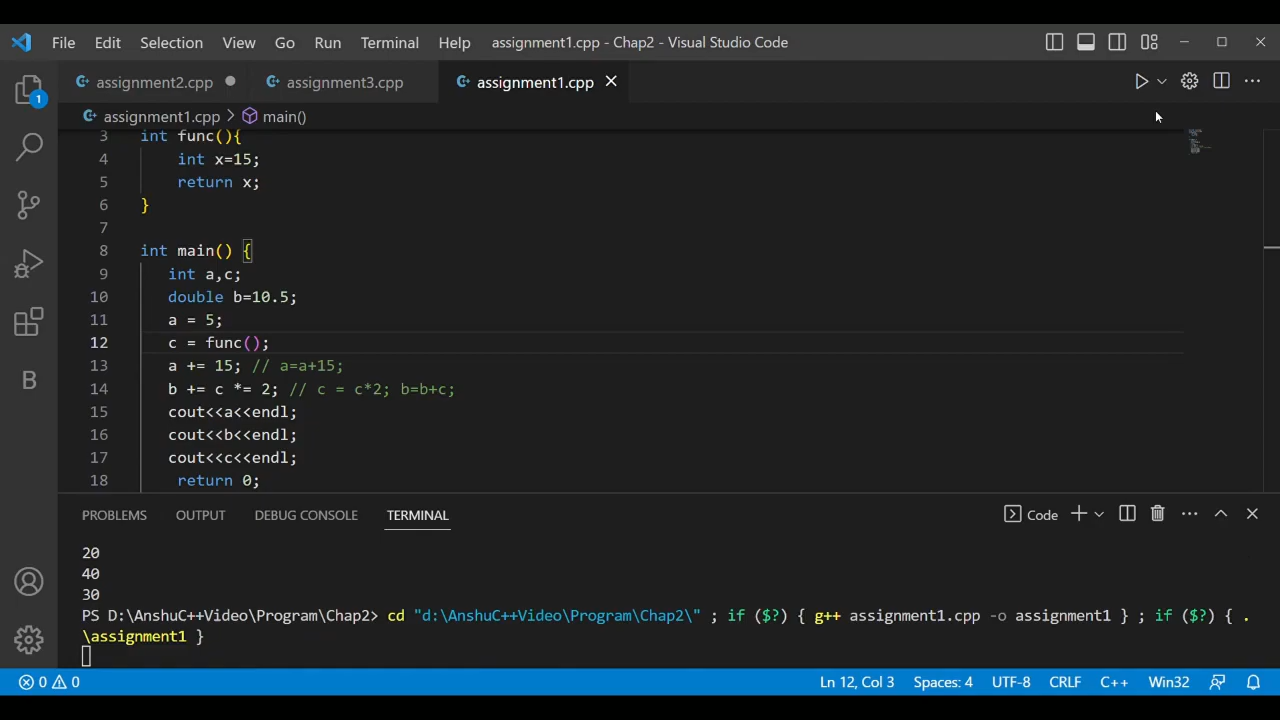 File Edit Selection View Go Run Terminal Help assignment1.cpp - Chap2 - Visual Studio Code
assignment2.cpp assignment3.cpp assignment1.cpp
1
assignment1.cpp > main()
3 int func(){
4 int x=15;
5 return x;
6 }
7
8 int main() {
9 int a,c;
10 double b=10.5;
11 a = 5;
12 c = func();
13 a += 15; // a=a+15;
14 b += c *= 2; // c = c*2; b=b+c;
15 cout<<a<<endl;
16 cout<<b<<endl;
17 cout<<c<<endl;
18 return 0;
B
PROBLEMS OUTPUT DEBUG CONSOLE TERMINAL Code
20
40
30
PS D:\AnshuC++Video\Program\Chap2> cd "d:\AnshuC++Video\Program\Chap2\" ; if ($?) { g++ assignment1.cpp -o assignment1 } ; if ($?) { .
\assignment1 }
0 0 Ln 12, Col 3 Spaces: 4 UTF-8 CRLF C++ Win32